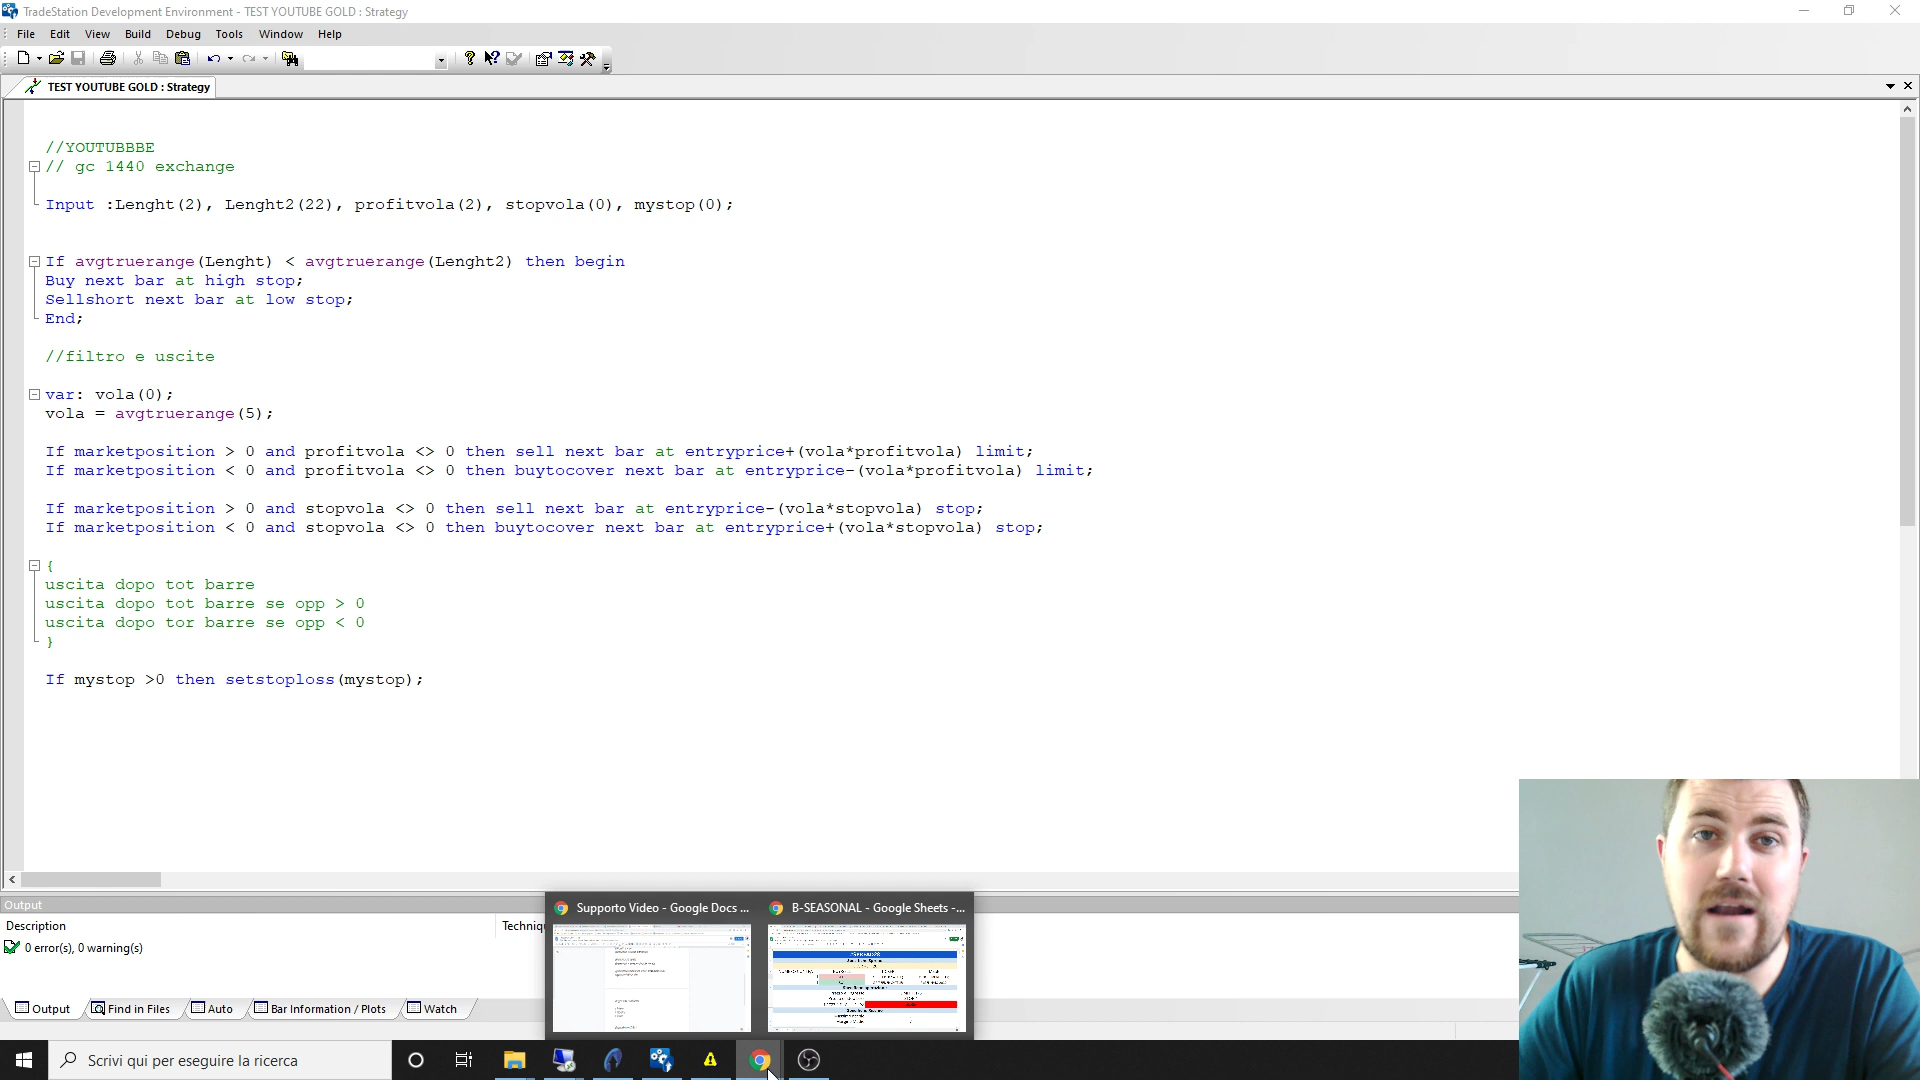 TradeStation Development Environment - TEST YOUTUBE GOLD : Strategy
File Edit View Build Debug Tools Window Help
TEST YOUTUBE GOLD : Strategy
//YOUTUBBBE
// gc 1440 exchange
Input :Lenght(2), Lenght2(22), profitvola(2), stopvola(0), mystop(0);
If avgtruerange(Lenght) < avgtruerange(Lenght2) then begin
Buy next bar at high stop;
Sellshort next bar at low stop;
End;
//filtro e uscite
var: vola(0);
vola = avgtruerange(5);
If marketposition > 0 and profitvola <> 0 then sell next bar at entryprice+(vola*profitvola) limit;
If marketposition < 0 and profitvola <> 0 then buytocover next bar at entryprice-(vola*profitvola) limit;
If marketposition > 0 and stopvola <> 0 then sell next bar at entryprice-(vola*stopvola) stop;
If marketposition < 0 and stopvola <> 0 then buytocover next bar at entryprice+(vola*stopvola) stop;
{
uscita dopo tot barre
uscita dopo tot barre se opp > 0
uscita dopo tor barre se opp < 0
}
If mystop >0 then setstoploss(mystop);
Output
Description Techniq
0 error(s), 0 warning(s)
Supporto Video - Google Docs ...
B-SEASONAL - Google Sheets -...
Output Find in Files Auto Bar Information / Plots Watch
Scrivi qui per eseguire la ricerca